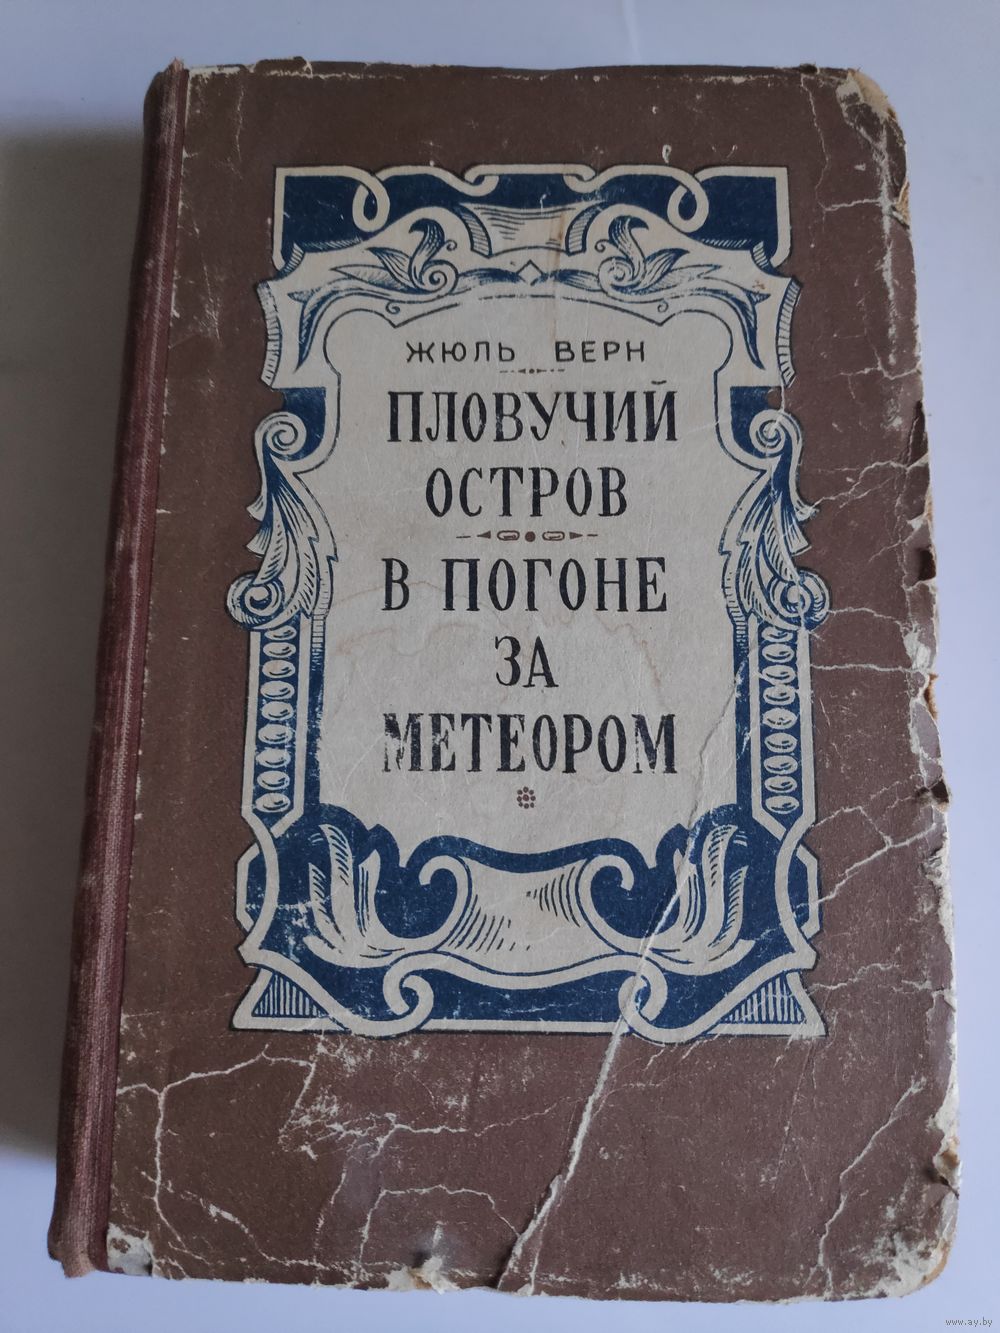 ЖЮЛЬ ВЕРН
ПЛОВУЧИЙ
ОСТРОВ
В ПОГОНЕ
ЗА
МЕТЕОРОМ
www.ay.by